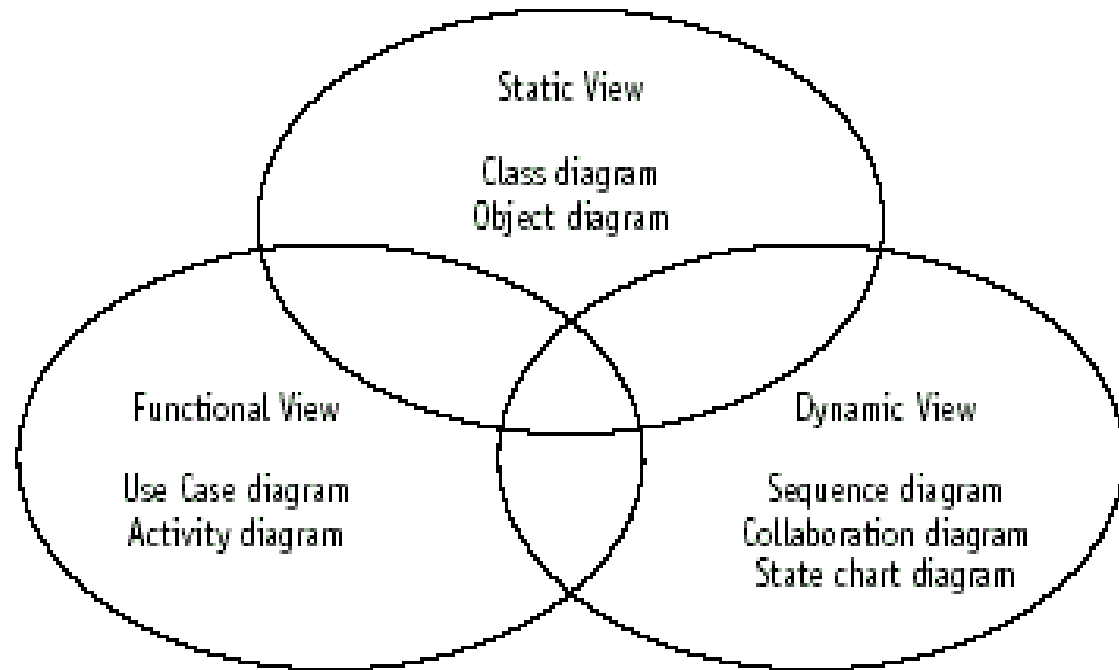 Static View
Class diagram
Object diagram
Functional View
Use Case diagram
Activity diagram
Dynamic View
Sequence diagram
Collaboration diagram
State chart diagram